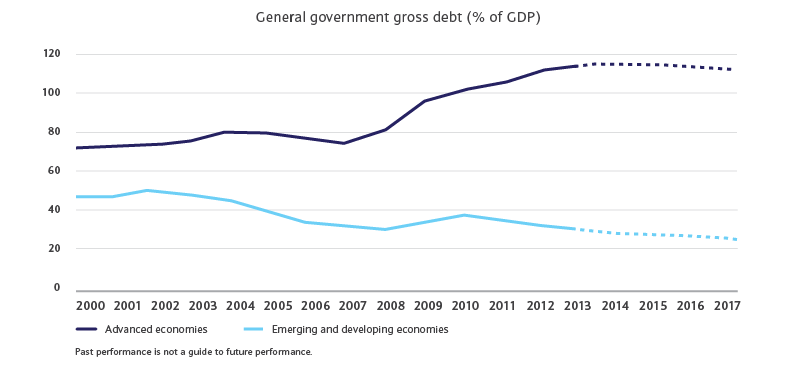 General government gross debt (% of GDP)
120
100
80
60
40
20
0
2000 2001 2002 2003 2004 2005 2006 2007 2008 2009 2010 2011 2012 2013 2014 2015 2016 2017
Advanced economies Emerging and developing economies
Past performance is not a guide to future performance.